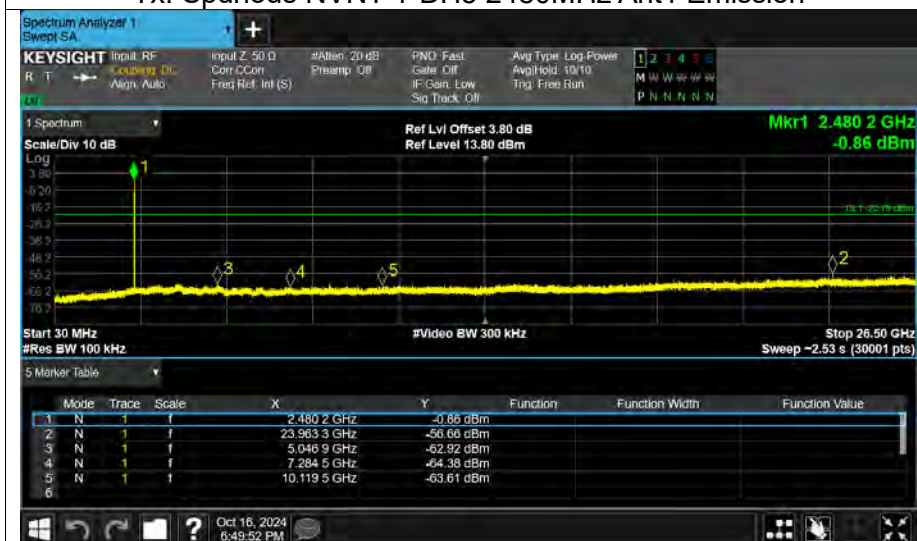 Tx. Spurious NVNT 1-DH5 2480MHz Ant1 Emission
Spectrum Analyzer 1
Swept SA
+
KEYSIGHT Input: RF Input Z: 50 Ω #Atten: 20 dB PNO: Fast Avg Type: Log-Power 1 2 3 4 5 6
R T Coupling: DC Corr CCorr Preamp: Off Gate: Off Avg|Hold: 10/10 M W W W W W
Align: Auto Freq Ref: Int (S) IF Gain: Low Trig: Free Run
Sig Track: Off P N N N N N
1 Spectrum
Ref Lvl Offset 3.80 dB Mkr1 2.480 2 GHz
Scale/Div 10 dB Ref Level 13.80 dBm -0.86 dBm
Log
1
3.80
-6.20
-16.2
DL1 -20.79 dBm
-26.2
-36.2
-46.2
2
-56.2
3 4 5
-66.2
-76.2
Start 30 MHz #Video BW 300 kHz Stop 26.50 GHz
#Res BW 100 kHz Sweep ~2.53 s (30001 pts)
5 Marker Table
Mode Trace Scale X Y Function Function Width Function Value
1 N 1 f 2.480 2 GHz -0.86 dBm
2 N 1 f 23.963 3 GHz -56.66 dBm
3 N 1 f 5.046 9 GHz -62.92 dBm
4 N 1 f 7.284 5 GHz -64.38 dBm
5 N 1 f 10.119 5 GHz -63.61 dBm
6
? Oct 16, 2024
6:49:52 PM